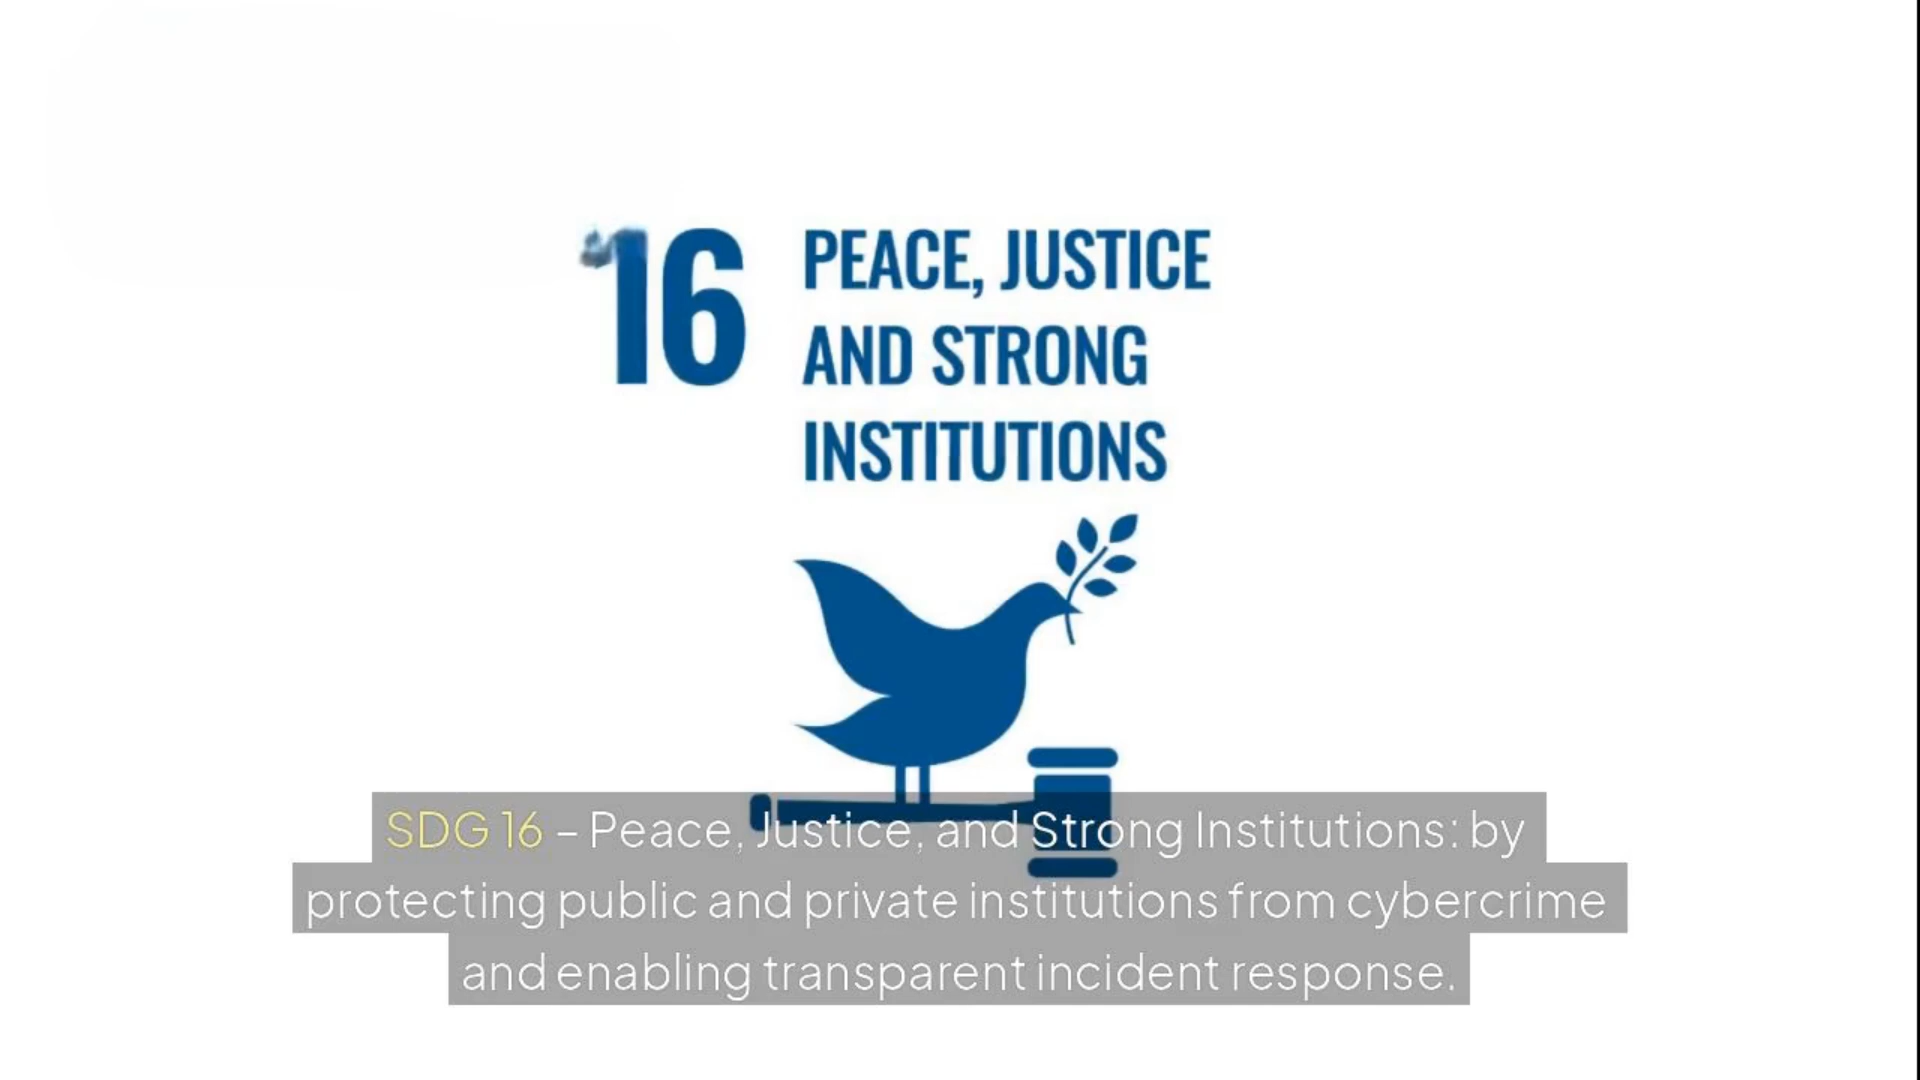 16 PEACE, JUSTICE
AND STRONG
INSTITUTIONS
SDG 16 – Peace, Justice, and Strong Institutions: by
protecting public and private institutions from cybercrime
and enabling transparent incident response.